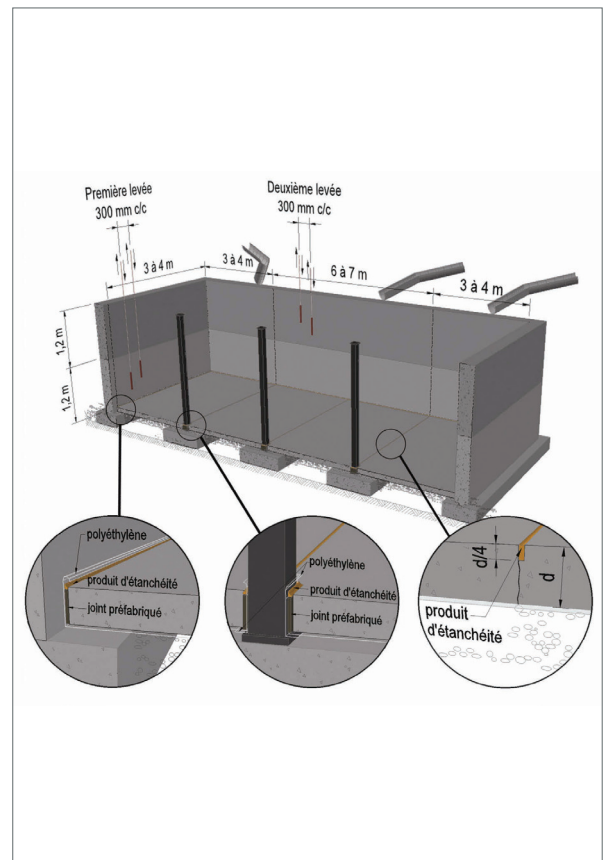 Première levée
300 mm c/c
Deuxième levée
300 mm c/c
3 à 4 m
3 à 4 m
6 à 7 m
3 à 4 m
1,2 m
1,2 m
polyéthylène
produit d'étanchéité
joint préfabriqué
polyéthylène
produit d'étanchéité
joint préfabriqué
d/4
d
produit
d'étanchéité